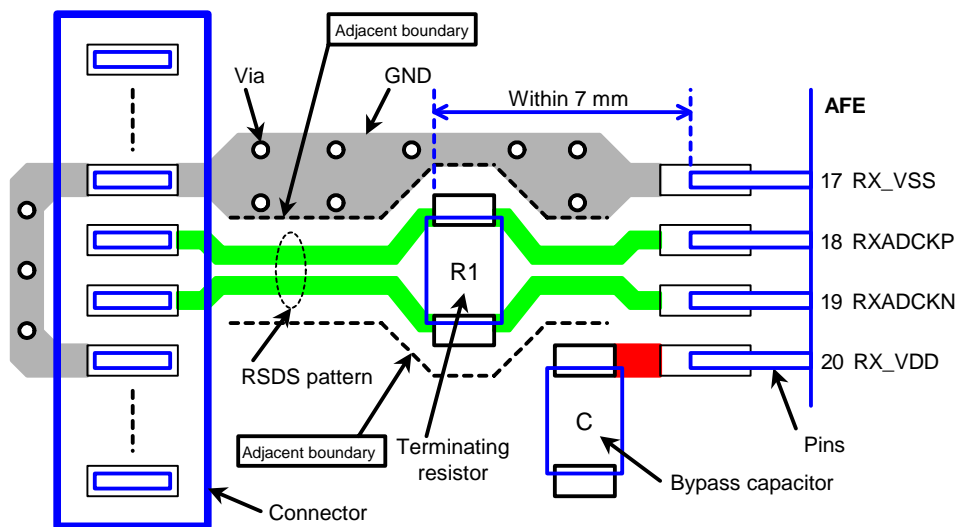 Adjacent boundary
Via
GND
Within 7 mm
AFE
17 RX_VSS
18 RXADCKP
R1
19 RXADCKN
20 RX_VDD
RSDS pattern
C
Adjacent boundary
Terminating
resistor
Pins
Bypass capacitor
Connector